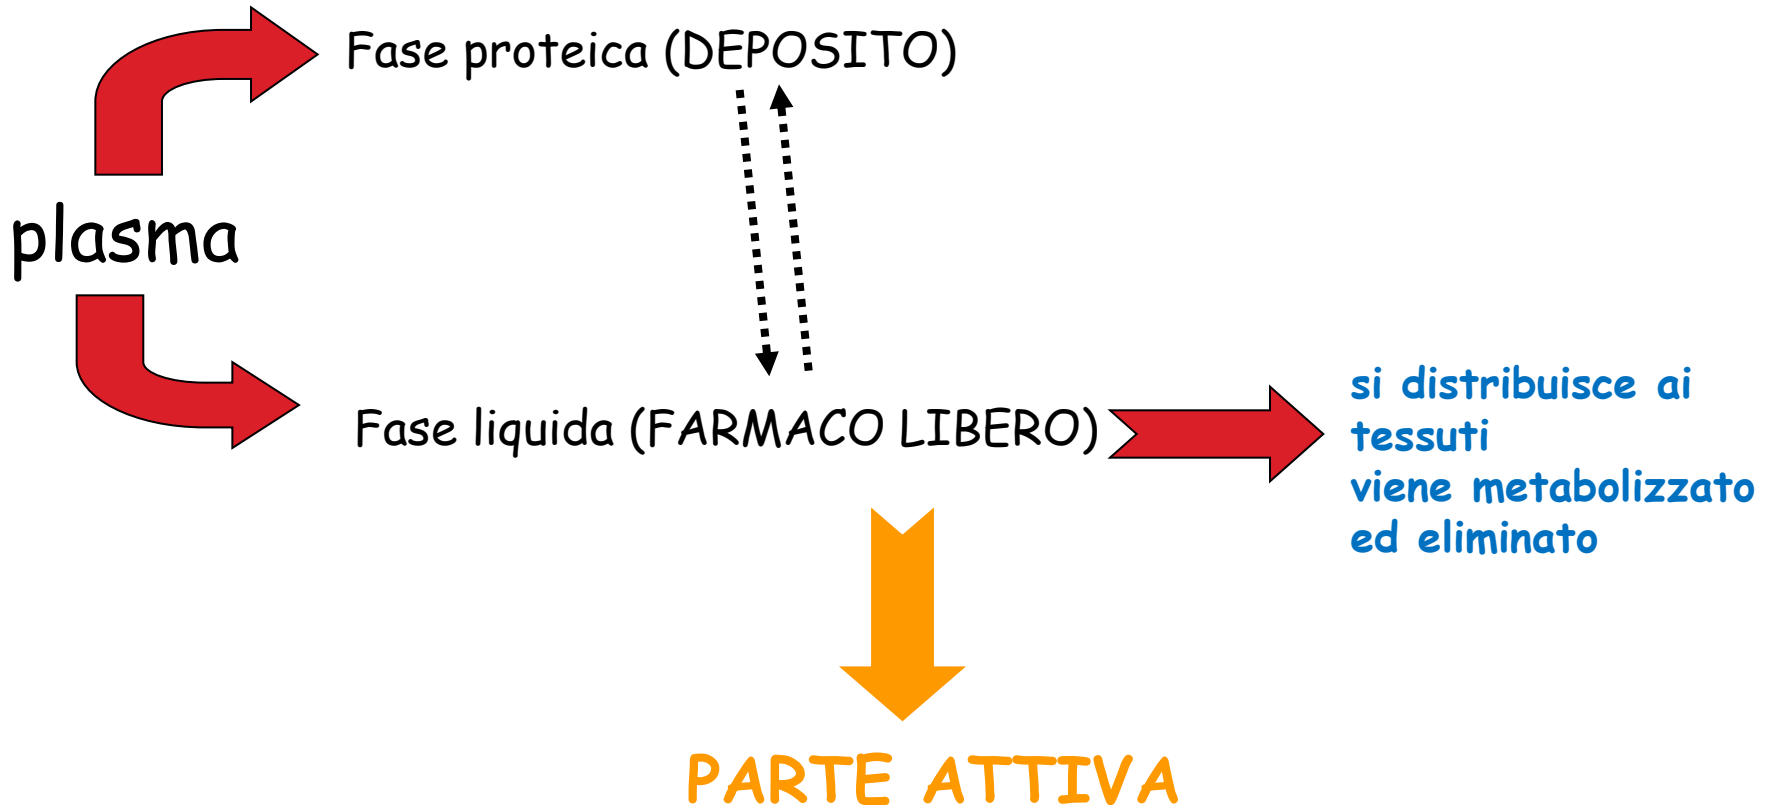 Fase proteica (DEPOSITO)
plasma
Fase liquida (FARMACO LIBERO)
si distribuisce ai
tessuti
viene metabolizzato
ed eliminato
PARTE ATTIVA